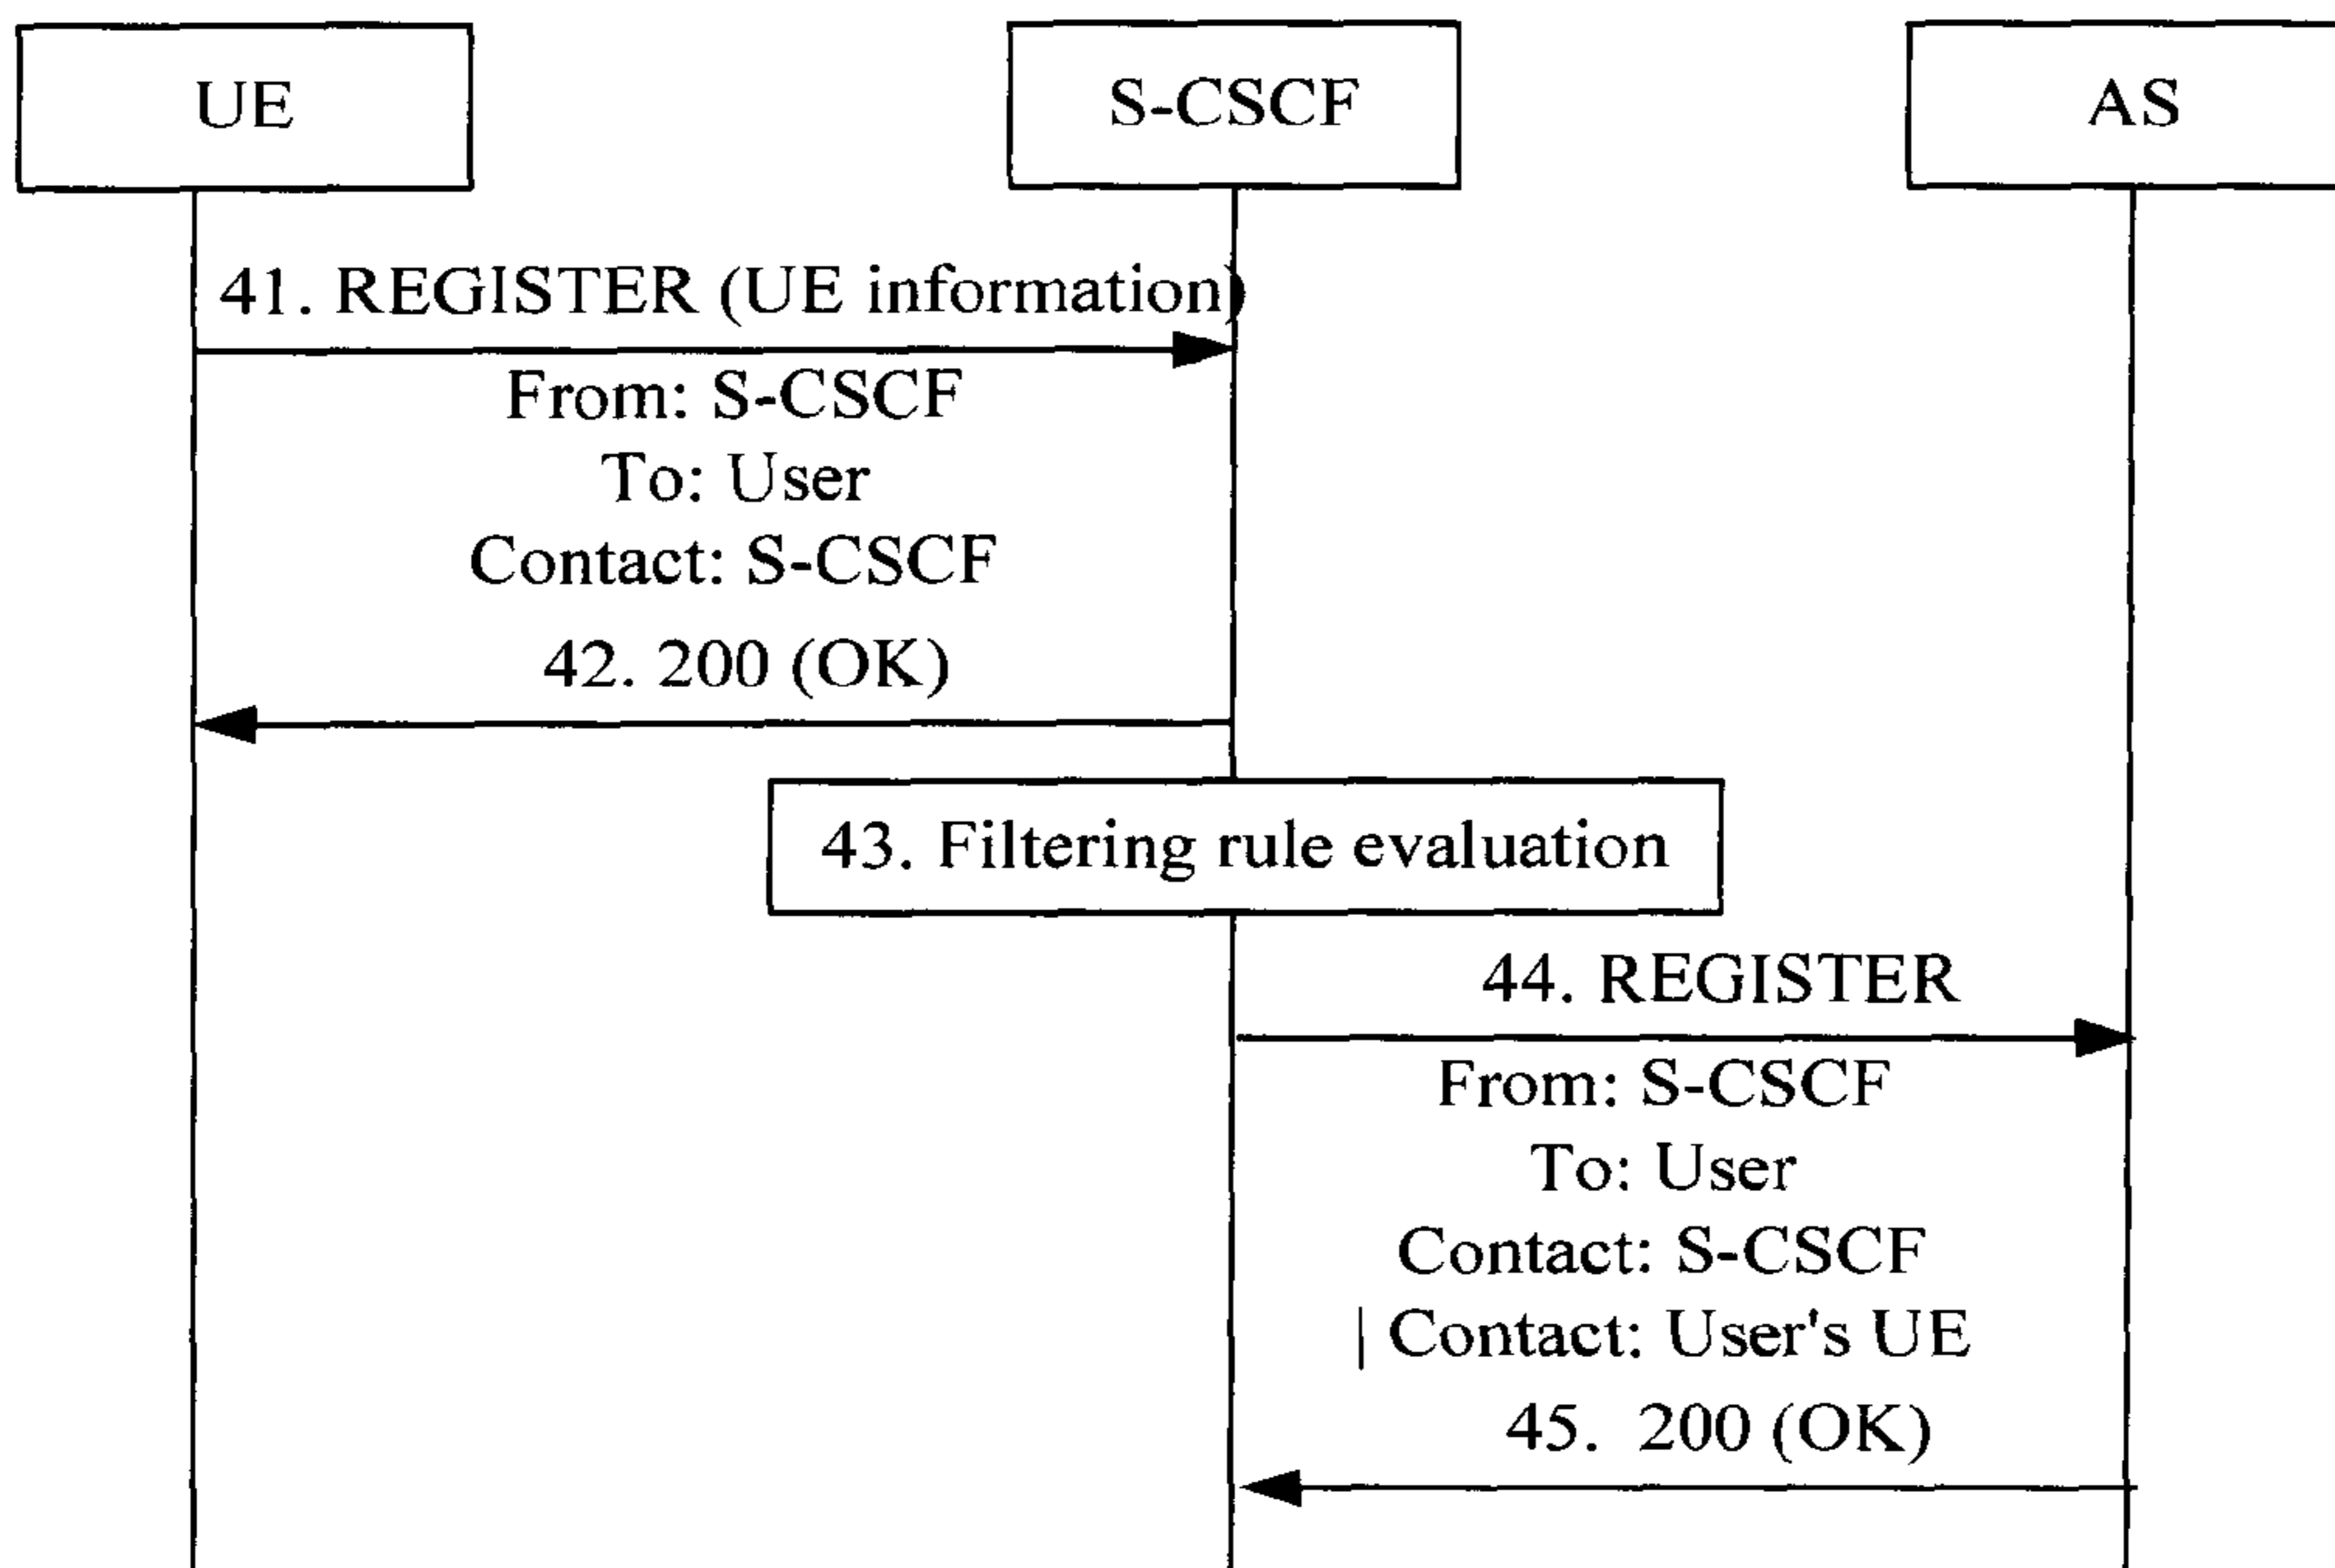 UE
S-CSCF
AS
41. REGISTER (UE information)
From: S-CSCF
To: User
Contact: S-CSCF
42. 200 (OK)
43. Filtering rule evaluation
44. REGISTER
From: S-CSCF
To: User
Contact: S-CSCF
| Contact: User's UE
45. 200 (OK)